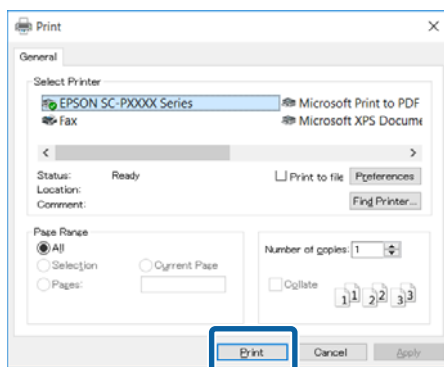 Print
General
Select Printer
EPSON SC-PXXXX Series
Microsoft Print to PDF
Fax
Microsoft XPS Docume
Status: Ready
Print to file
Preferences
Location:
Comment:
Find Printer...
Page Range
All
Number of copies: 1
Selection
Current Page
Pages:
Collate
1 1 2 2 3 3
Print
Cancel
Apply